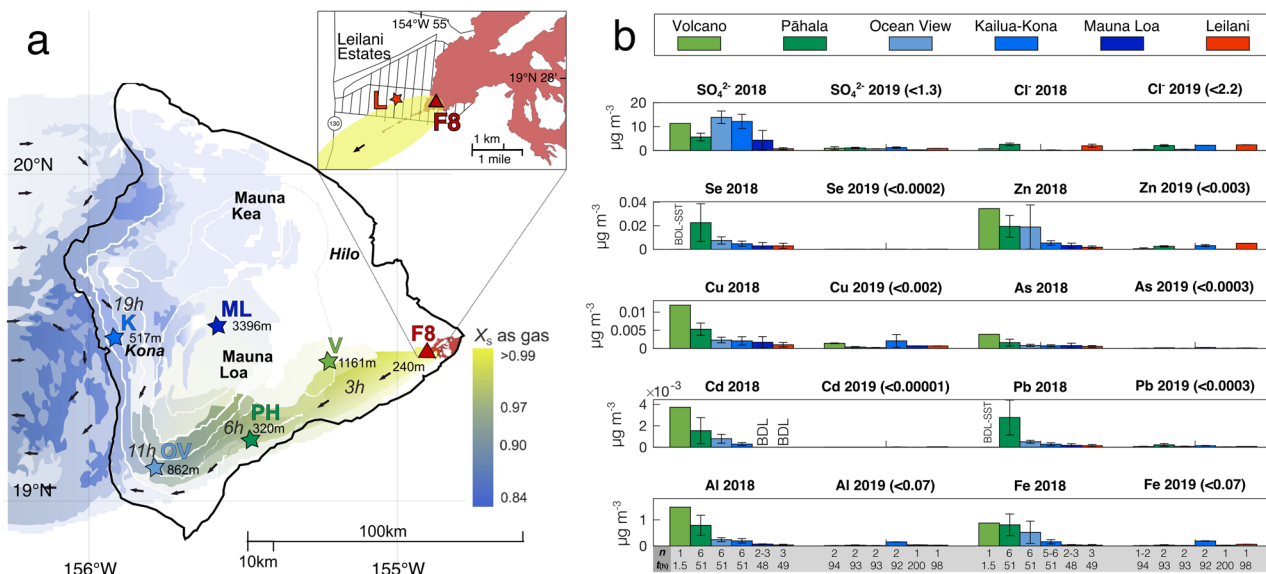 a
154°W 55
Leilani
Estates
19°N 28'
L
F8
130
1 km
1 mile
20°N
Mauna
Kea
Hilo
19h
K
517m
Kona
ML
3396m
Mauna
Loa
V
1161m
F8
240m
3h
PH
6h
320m
11h
OV
862m
19°N
Xs as gas
>0.99
0.97
0.90
0.84
100km
10km
156°W
155°W
b
Volcano Pāhala Ocean View Kailua-Kona Mauna Loa Leilani
SO₄²⁻ 2018 SO₄²⁻ 2019 (<1.3) Cl⁻ 2018 Cl⁻ 2019 (<2.2)
20
10
0
µg m⁻³
Se 2018 Se 2019 (<0.0002) Zn 2018 Zn 2019 (<0.003)
0.04
0.02
0
µg m⁻³
BDL-SST
Cu 2018 Cu 2019 (<0.002) As 2018 As 2019 (<0.0003)
0.01
0.005
0
µg m⁻³
Cd 2018 Cd 2019 (<0.00001) Pb 2018 Pb 2019 (<0.0003)
×10⁻³
4
2
0
µg m⁻³
BDL BDL
BDL-SST
Al 2018 Al 2019 (<0.07) Fe 2018 Fe 2019 (<0.07)
1
0
µg m⁻³
n 1 6 6 6 2-3 3 2 2 2 2 1 1 1 6 6 5-6 2-3 3 1-2 2 2 2 1 1
t(h) 1.5 51 51 51 48 49 94 93 93 92 200 98 1.5 51 51 51 48 49 94 93 93 92 200 98